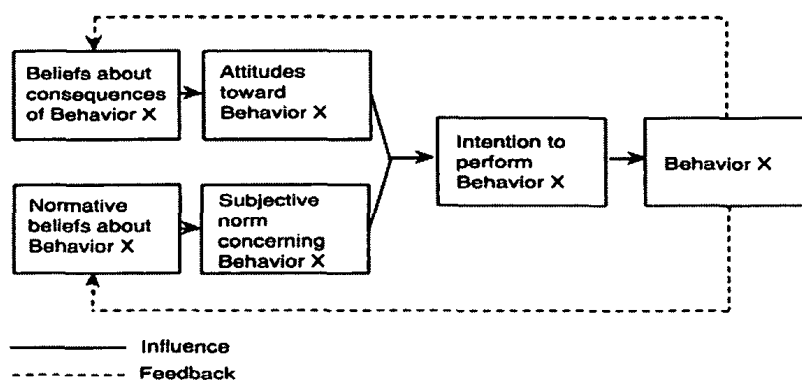 Beliefs about
consequences
of Behavior X
Attitudes
toward
Behavior X
Normative
beliefs about
Behavior X
Subjective
norm
concerning
Behavior X
Intention to
perform
Behavior X
Behavior X
Influence
Feedback